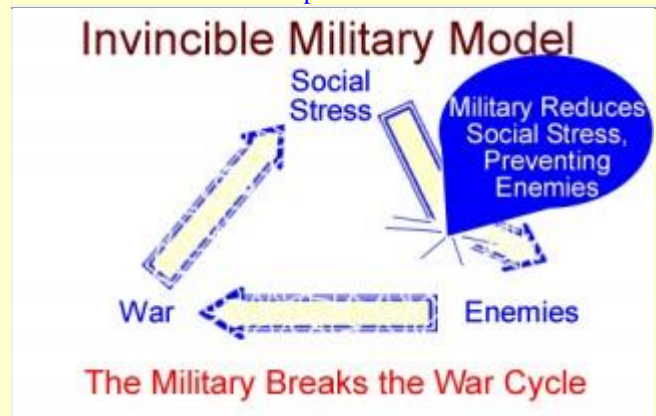 Invincible Military Model
Social
Stress
Military Reduces
Social Stress,
Preventing
Enemies
War
Enemies
The Military Breaks the War Cycle